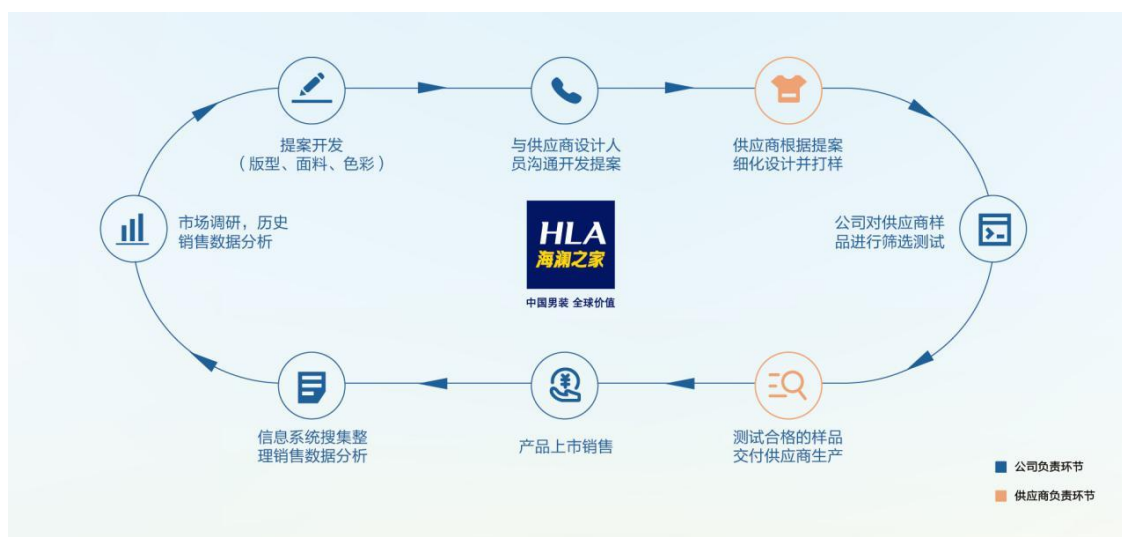 提案开发
（版型、面料、色彩）
与供应商设计人
员沟通开发提案
供应商根据提案
细化设计并打样
市场调研，历史
销售数据分析
HLA
海澜之家
中国男装 全球价值
公司对供应商样
品进行筛选测试
信息系统搜集整
理销售数据分析
产品上市销售
测试合格的样品
交付供应商生产
公司负责环节
供应商负责环节